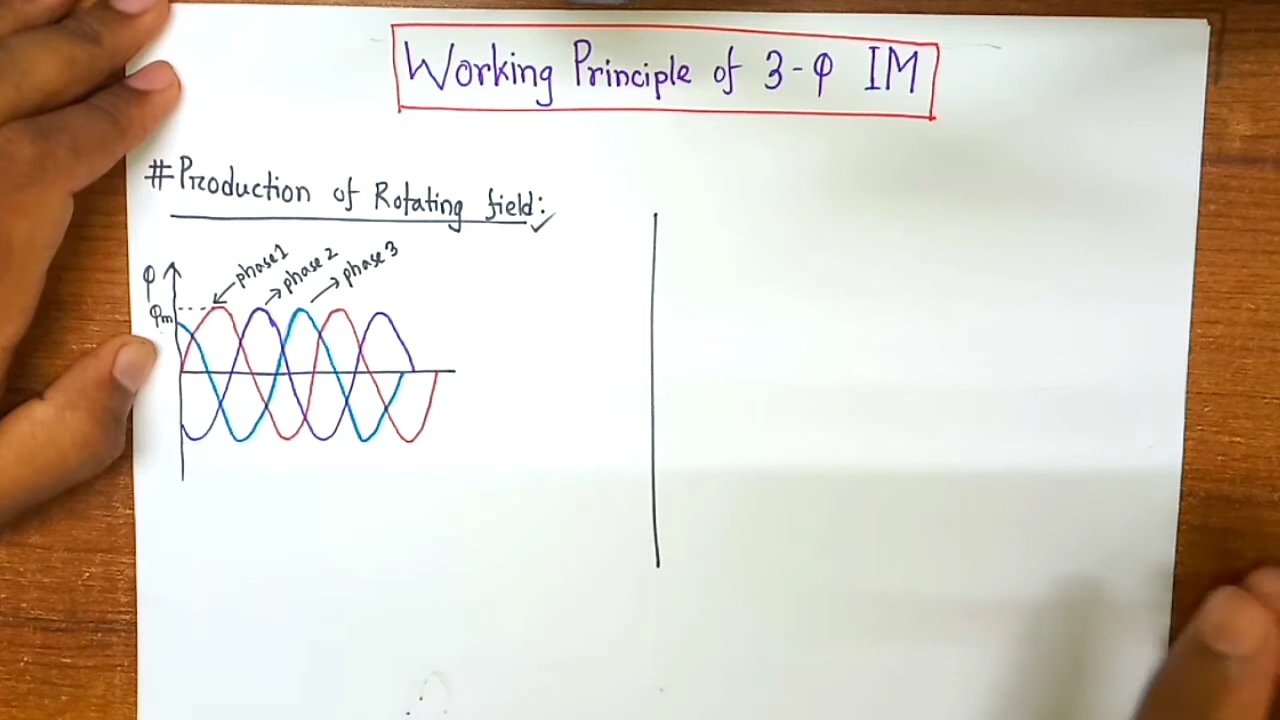 Working Principle of 3-φ IM
#Production of Rotating field:
phase1
phase 2
phase 3
φ
φm